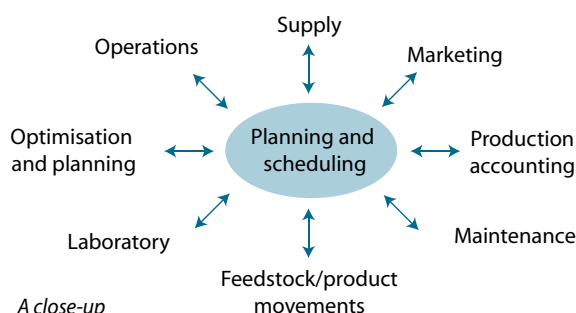 Supply
Operations
Marketing
Optimisation
and planning
Planning and
scheduling
Production
accounting
Laboratory
Maintenance
Feedstock/product
movements
A close-up